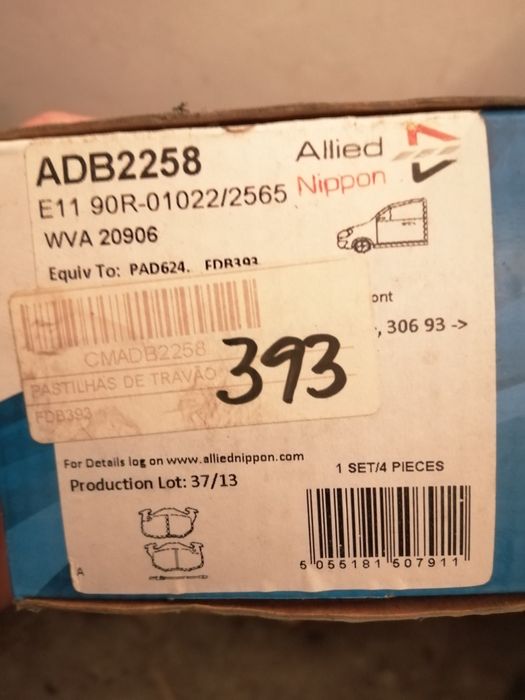 ADB2258
E11 90R-01022/2565
WVA 20906
Equiv To: PAD624. FDB393
Allied
Nippon
ont
, 306 93 ->
CMADB2258
PASTILHAS DE TRAVÃO
FDB393
393
For Details log on www.alliednippon.com
Production Lot: 37/13
1 SET/4 PIECES
5 055181 507911
A